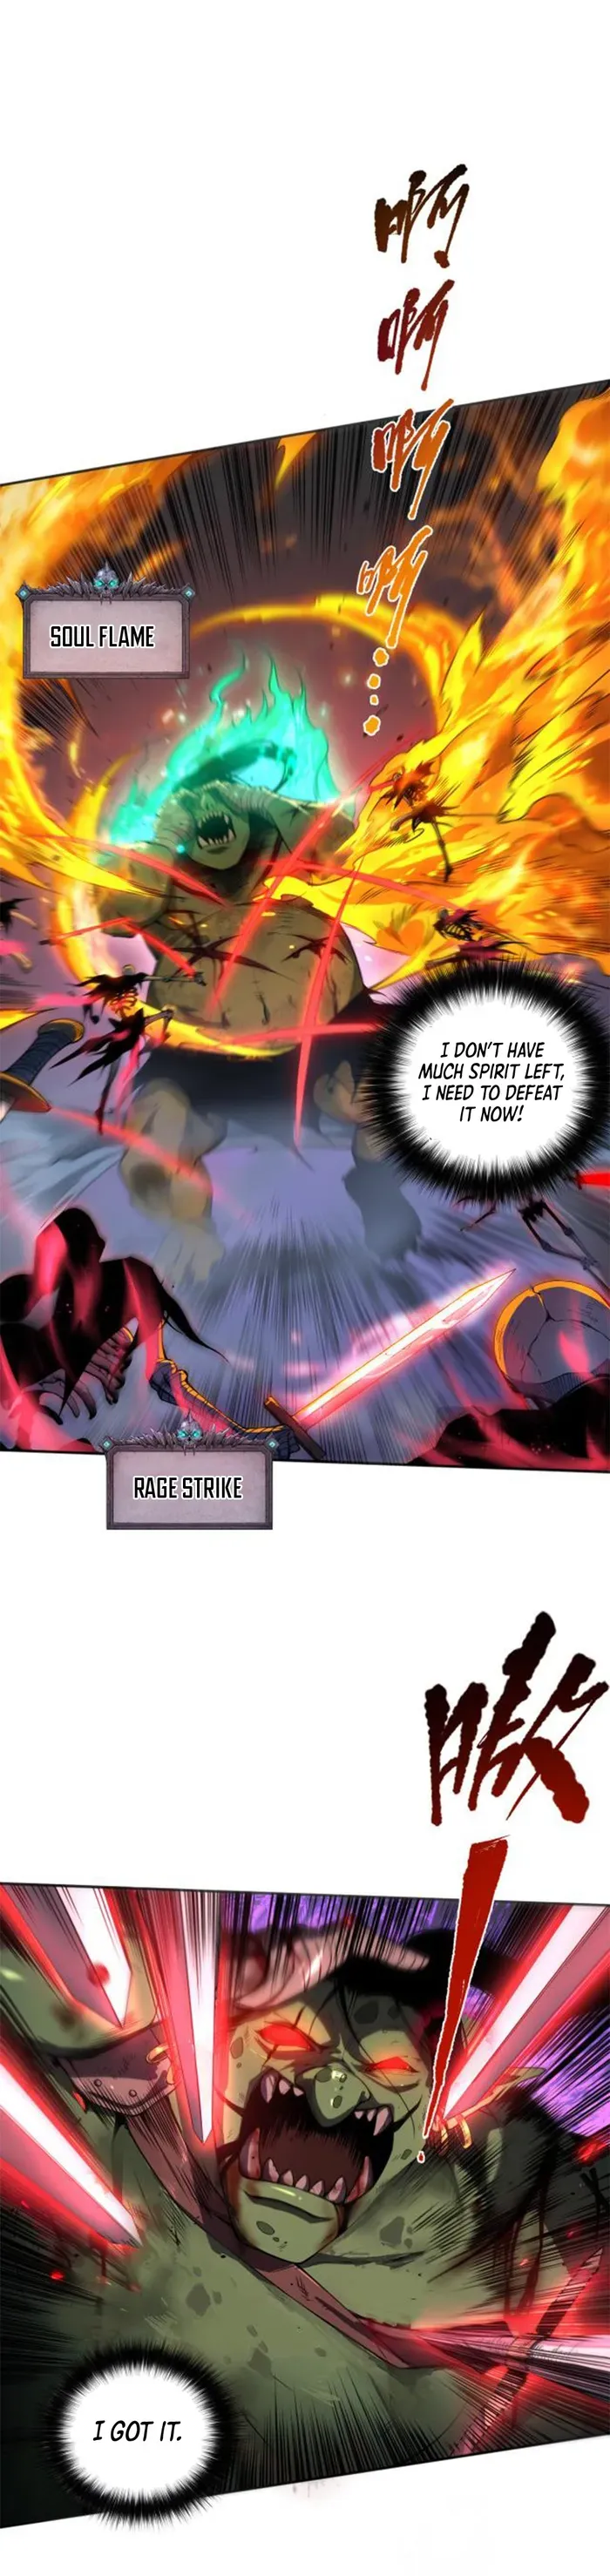 啊
啊
啊
啊
SOUL FLAME
I DON'T HAVE
MUCH SPIRIT LEFT,
I NEED TO DEFEAT
IT NOW!
RAGE STRIKE
嗷
I GOT IT.